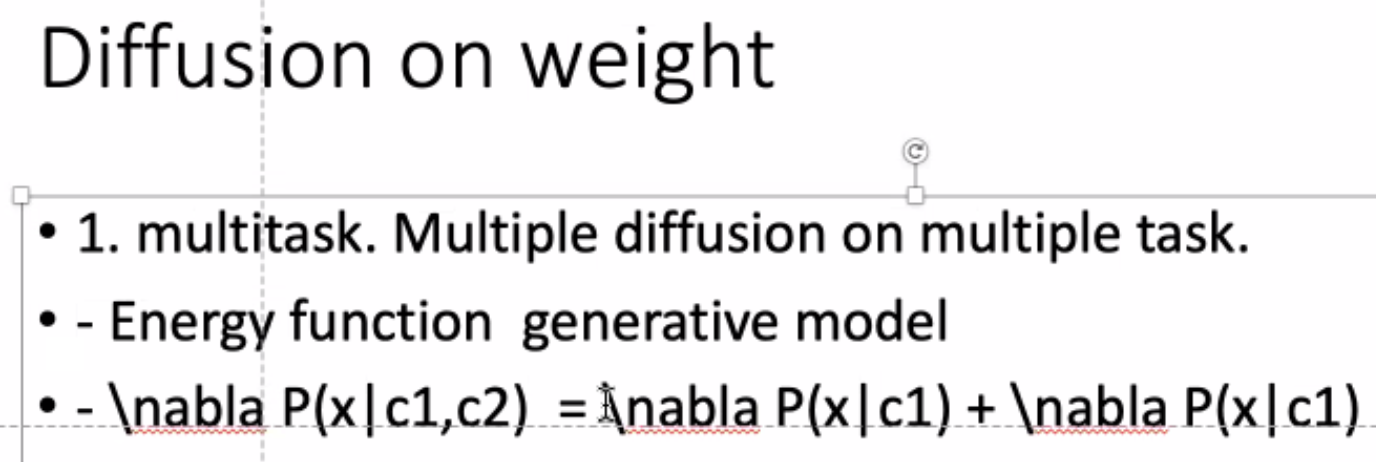 Diffusion on weight
• 1. multitask. Multiple diffusion on multiple task.
• - Energy function  generative model
• - \nabla P(x|c1,c2)  = \nabla P(x|c1) + \nabla P(x|c1)